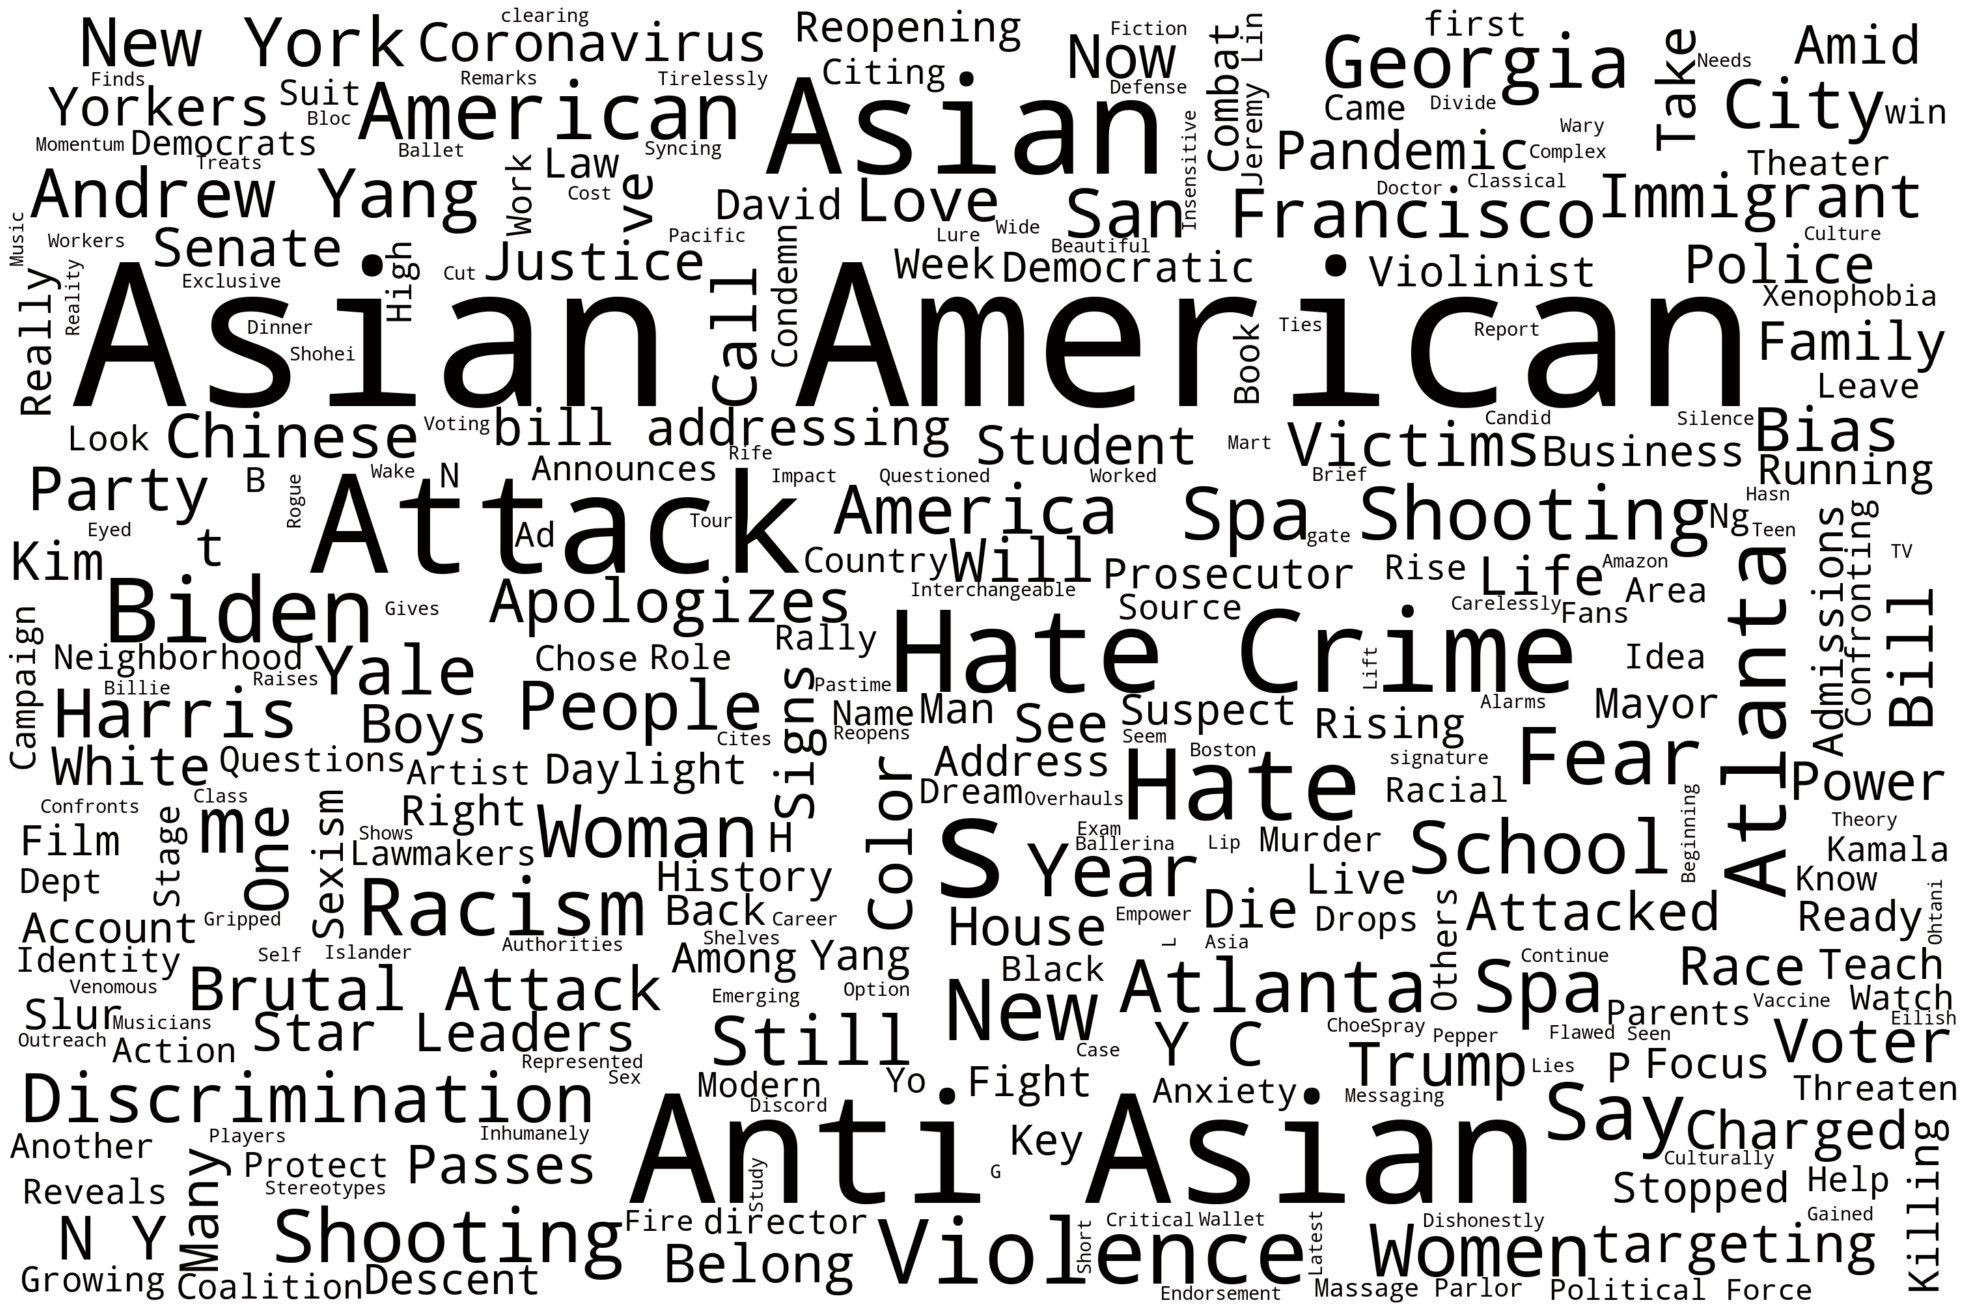 clearing
New York
Coronavirus
Reopening
Now
Fiction
Combat
Jeremy Lin
first
Georgia
Take
Needs
Amid
Finds
Remarks
Tirelessly
Citing
Defense
Yorkers
Suit
Bloc
American
Asian
Insensitive
Came
Divide
City
win
Momentum
Democrats
Treats
Ballet
Syncing
Law
Work
Cost
ve
Pandemic
Wary
Complex
Theater
Andrew Yang
David
Love
San Francisco
Doctor
Classical
Immigrant
Music
Workers
Senate
High
Pacific
Condemn
Lure
Wide
Beautiful
Culture
Really
Reality
Exclusive
Cut
Justice
Call
Week
Democratic
Violinist
Police
Xenophobia
Asian American
Dinner
Shohei
Book
Ties
Report
Family
Leave
Look
Chinese
Voting
bill addressing
Student
Mart
Victims
Candid
Silence
Business
Bias
Rife
Party
B
Rogue
Wake
N
Announces
Impact
Questioned
Worked
Brief
Running
Hasn
Eyed
Attack
Ad
Tour
America
Spa Shooting
gate
Ng
Teen
Admissions
Confronting
TV
Kim
t
Country
Will
Prosecutor
Rise
Life
Amazon
Atlanta
Bill
Biden
Gives
Apologizes
Interchangeable
Source
Carelessly
Fans
Area
Campaign
Neighborhood
Raises
Yale
Chose
Role
Rally
Hate Crime
Lift
Idea
Billie
Harris
Boys
People
Signs
Pastime
Name
Man
See
Suspect
Rising
Alarms
Mayor
Cites
Reopens
Seem
Boston
White
Questions
Artist
Daylight
Color
Address
Hate
signature
Fear
Confronts
Class
Dream
Overhauls
Racial
Power
Film
Stage
m
One
Sexism
Right
Shows
Lawmakers
Woman
H
s
Exam
Ballerina
Lip
Murder
School
Beginning
Theory
Kamala
Dept
Racism
History
Year
Live
Know
Account
Gripped
Back
Career
House
Empower
Die
Drops
Others
Attacked
Ready
Ohtani
Identity
Self
Islander
Authorities
Shelves
Among
Yang
L
Asia
Black
Continue
Race
Teach
Venomous
Brutal Attack
Emerging
Option
New
Atlanta Spa
Parents
Vaccine
Watch
Slur
Musicians
Star
Leaders
Still
Y C
Choe
Spray
Pepper
Flawed
Seen
Eilish
Outreach
Action
Represented
Case
Trump
Lies
P
Focus
Voter
Sex
Modern
Yo
Fight
Anxiety
Messaging
Threaten
Discrimination
Discord
Anti Asian
Say
Another
Players
Inhumanely
Key
Charged
Many
Protect
Passes
Study
G
Culturally
Killing
Reveals
Stereotypes
Stopped
Help
N Y
Shooting
Fire
director
Violence
Short
Critical
Wallet
Latest
Dishonestly
Gained
Women
targeting
Growing
Coalition
Descent
Belong
Endorsement
Massage Parlor
Political Force